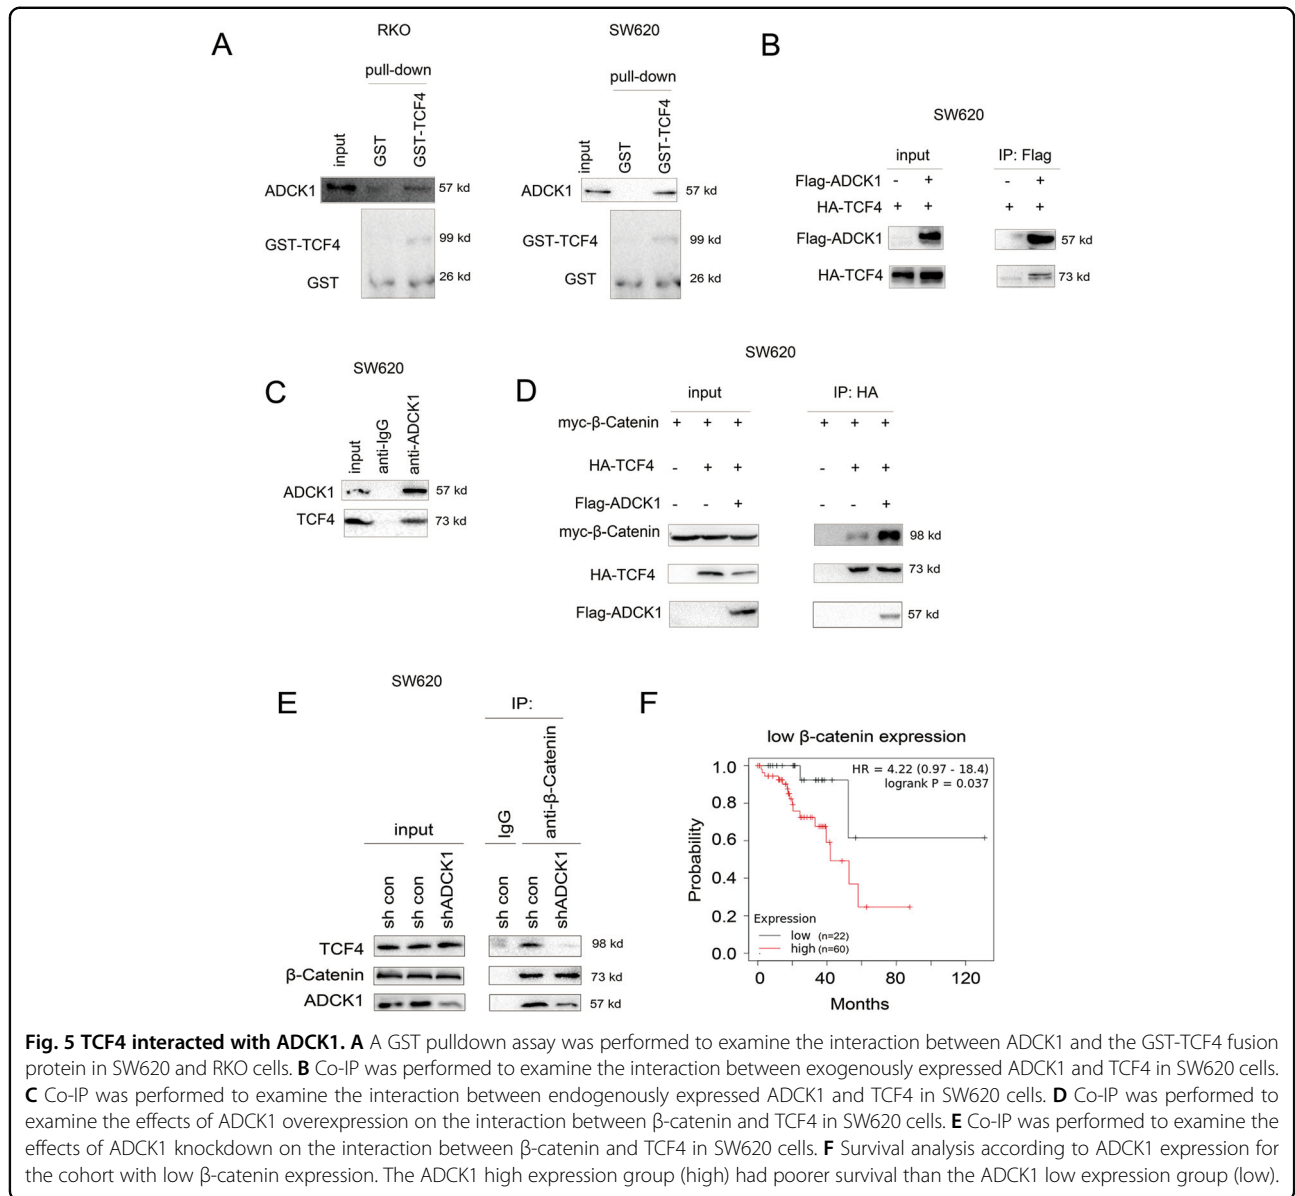 A
RKO
pull-down
input
GST
GST-TCF4
ADCK1
57 kd
GST-TCF4
99 kd
GST
26 kd
SW620
pull-down
input
GST
GST-TCF4
ADCK1
57 kd
GST-TCF4
99 kd
GST
26 kd
B
SW620
input
IP: Flag
Flag-ADCK1 - + - +
HA-TCF4 + + + +
Flag-ADCK1
57 kd
HA-TCF4
73 kd
C
SW620
input
anti-IgG
anti-ADCK1
ADCK1
57 kd
TCF4
73 kd
D
SW620
input
IP: HA
myc-β-Catenin + + + + + +
HA-TCF4 - + + - + +
Flag-ADCK1 - - + - - +
myc-β-Catenin
98 kd
HA-TCF4
73 kd
Flag-ADCK1
57 kd
E
SW620
IP:
input
IgG
anti-β-Catenin
sh con
sh con
shADCK1
sh con
sh con
shADCK1
TCF4
98 kd
β-Catenin
73 kd
ADCK1
57 kd
F
low β-catenin expression
HR = 4.22 (0.97 - 18.4)
logrank P = 0.037
Probability
1.0
0.8
0.6
0.4
0.2
0.0
Expression
low (n=22)
high (n=60)
0 40 80 120
Months
Fig. 5 TCF4 interacted with ADCK1. A A GST pulldown assay was performed to examine the interaction between ADCK1 and the GST-TCF4 fusion
protein in SW620 and RKO cells. B Co-IP was performed to examine the interaction between exogenously expressed ADCK1 and TCF4 in SW620 cells.
C Co-IP was performed to examine the interaction between endogenously expressed ADCK1 and TCF4 in SW620 cells. D Co-IP was performed to
examine the effects of ADCK1 overexpression on the interaction between β-catenin and TCF4 in SW620 cells. E Co-IP was performed to examine the
effects of ADCK1 knockdown on the interaction between β-catenin and TCF4 in SW620 cells. F Survival analysis according to ADCK1 expression for
the cohort with low β-catenin expression. The ADCK1 high expression group (high) had poorer survival than the ADCK1 low expression group (low).